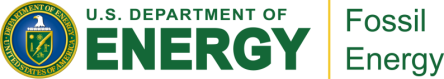 U.S. DEPARTMENT OF
ENERGY
Fossil
Energy